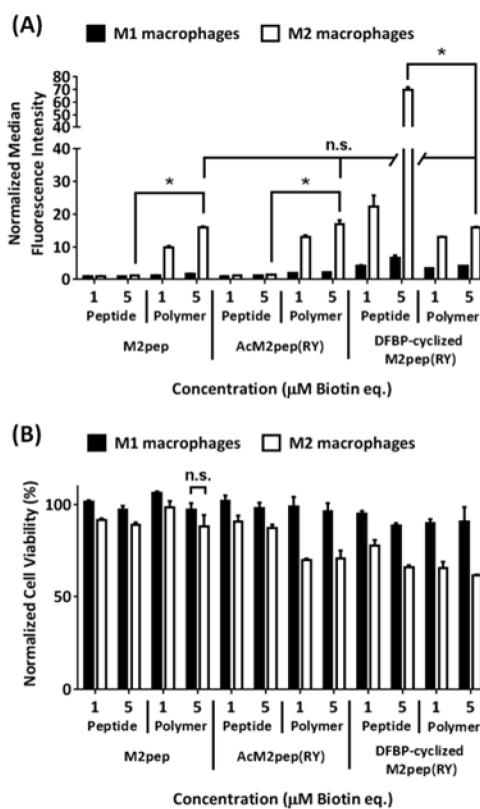 (A)
M1 macrophages M2 macrophages
Normalized Median
Fluorescence Intensity
80
70
60
50
40
30
20
10
0
* * n.s. *
1 5 1 5 1 5 1 5 1 5 1 5
Peptide Polymer Peptide Polymer Peptide Polymer
M2pep AcM2pep(RY) DFBP-cyclized
M2pep(RY)
Concentration (μM Biotin eq.)
(B)
M1 macrophages M2 macrophages
Normalized Cell Viability (%)
100
50
0
n.s.
1 5 1 5 1 5 1 5 1 5 1 5
Peptide Polymer Peptide Polymer Peptide Polymer
M2pep AcM2pep(RY) DFBP-cyclized
M2pep(RY)
Concentration (μM Biotin eq.)